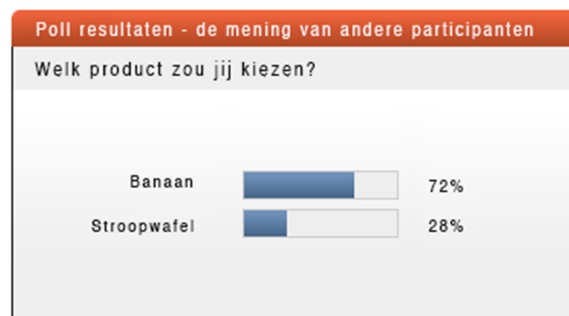 Poll resultaten - de mening van andere participanten
Welk product zou jij kiezen?
Banaan 72%
Stroopwafel 28%